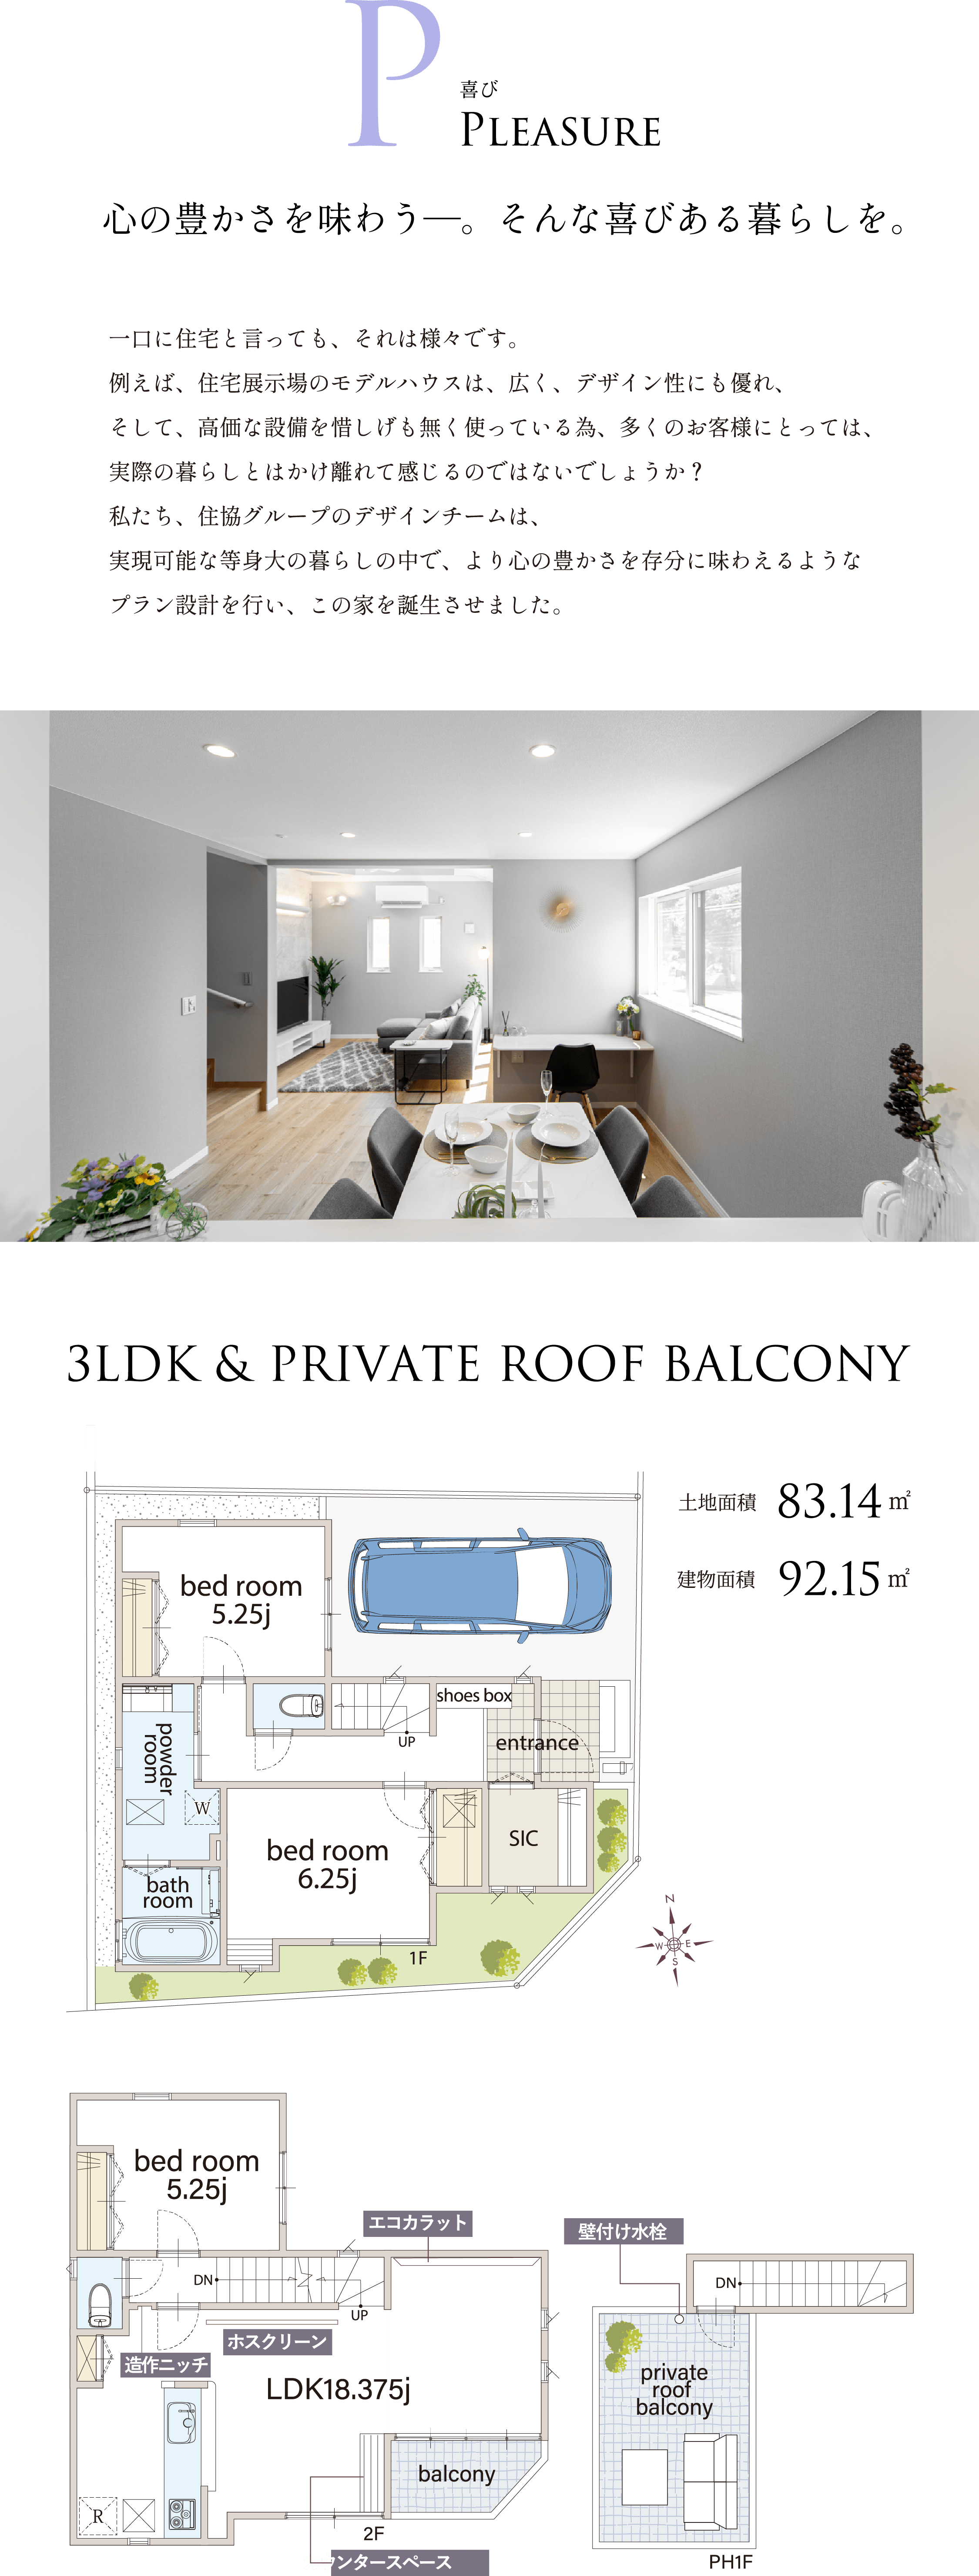 P
喜び
PLEASURE
心の豊かさを味わう―。そんな喜びある暮らしを。
一口に住宅と言っても、それは様々です。
例えば、住宅展示場のモデルハウスは、広く、デザイン性にも優れ、
そして、高価な設備を惜しげも無く使っている為、多くのお客様にとっては、
実際の暮らしとはかけ離れて感じるのではないでしょうか？
私たち、住協グループのデザインチームは、
実現可能な等身大の暮らしの中で、より心の豊かさを存分に味わえるような
プラン設計を行い、この家を誕生させました。
3LDK & PRIVATE ROOF BALCONY
土地面積 83.14㎡
建物面積 92.15㎡
bed room
5.25j
shoes box
UP
entrance
powder
room
W
bed room
6.25j
SIC
bath
room
1F
N
W
E
S
bed room
5.25j
エコカラット
壁付け水栓
DN
UP
DN
ホスクリーン
造作ニッチ
LDK18.375j
private
roof
balcony
balcony
R
2F
ンタースペース
PH1F